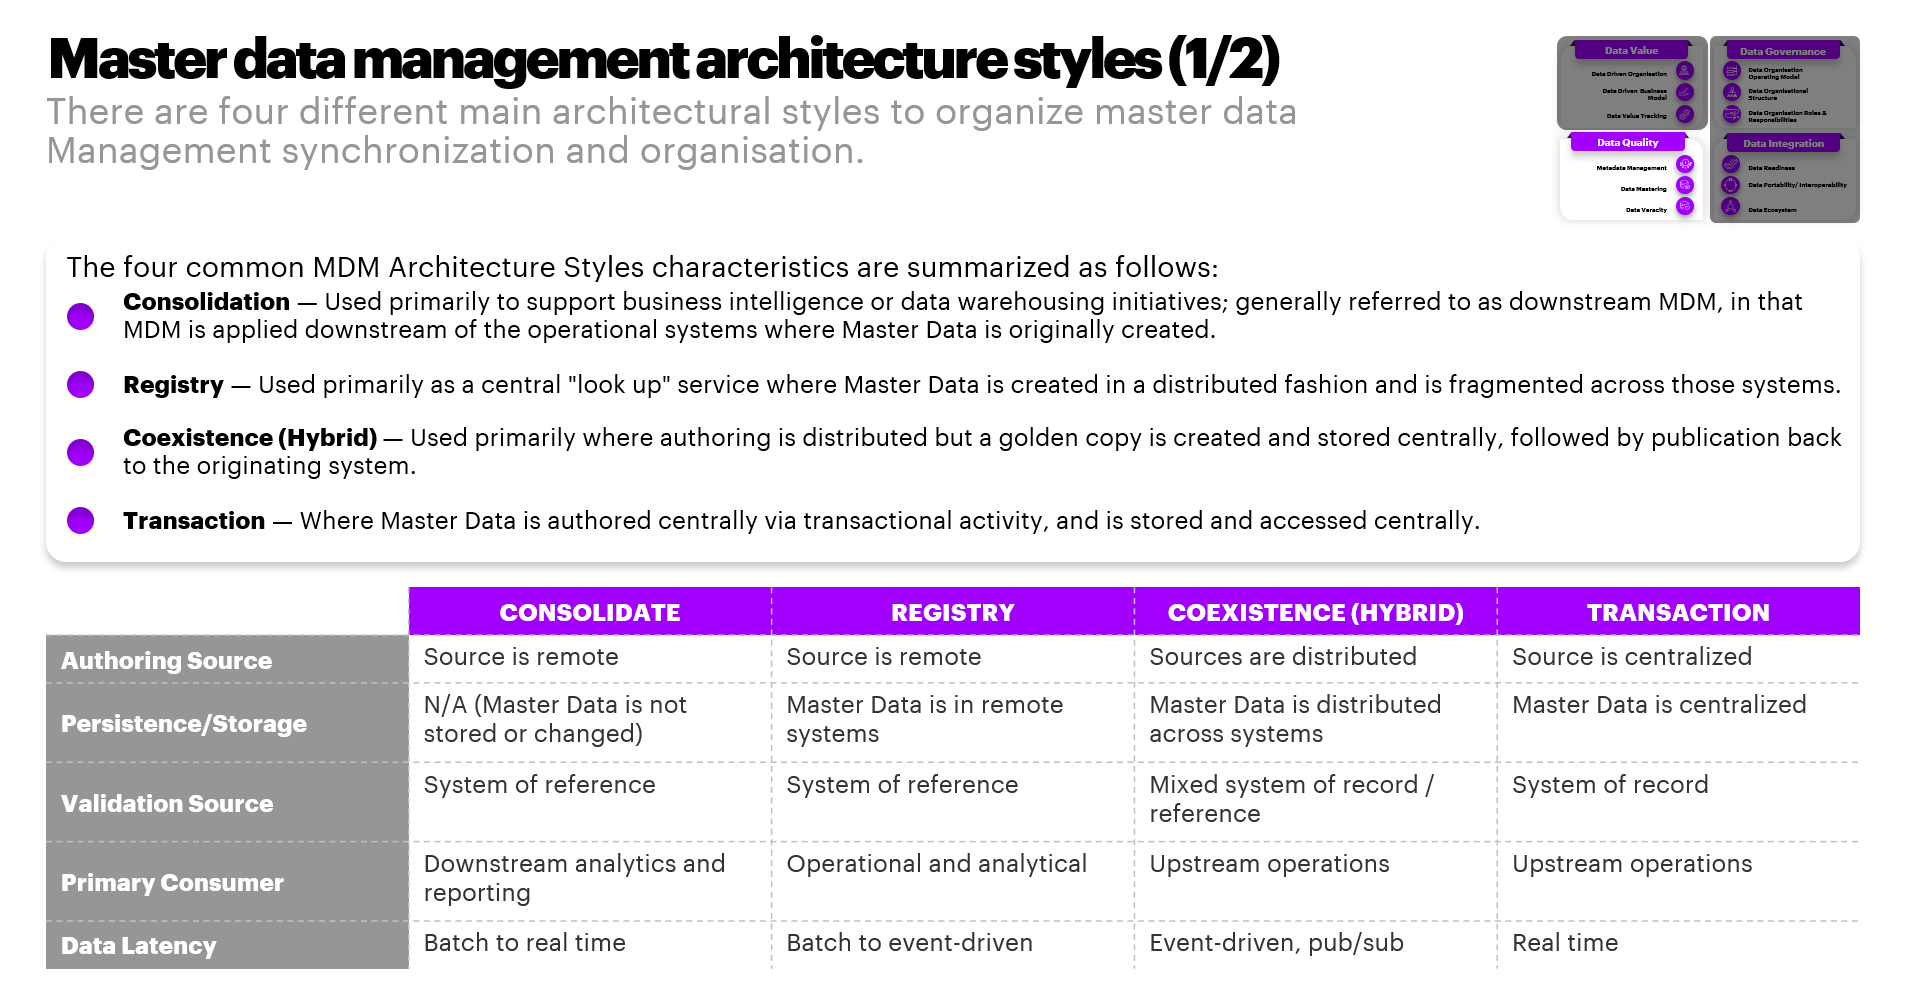 Master data management architecture styles (1/2)
There are four different main architectural styles to organize master data
Management synchronization and organisation.
Data Value
Data Driven Organisation
Data Driven Business
Model
Data Value Tracking
Data Governance
Data Organisation
Operating Model
Data Organisational
Structure
Data Organisation Roles &
Responsibilities
Data Quality
Metadata Management
Data Mastering
Data Veracity
Data Integration
Data Readiness
Data Portability/ Interoperability
Data Ecosystem
The four common MDM Architecture Styles characteristics are summarized as follows:
Consolidation — Used primarily to support business intelligence or data warehousing initiatives; generally referred to as downstream MDM, in that
MDM is applied downstream of the operational systems where Master Data is originally created.
Registry — Used primarily as a central "look up" service where Master Data is created in a distributed fashion and is fragmented across those systems.
Coexistence (Hybrid) — Used primarily where authoring is distributed but a golden copy is created and stored centrally, followed by publication back
to the originating system.
Transaction — Where Master Data is authored centrally via transactional activity, and is stored and accessed centrally.
CONSOLIDATE
REGISTRY
COEXISTENCE (HYBRID)
TRANSACTION
Authoring Source
Source is remote
Source is remote
Sources are distributed
Source is centralized
Persistence/Storage
N/A (Master Data is not
stored or changed)
Master Data is in remote
systems
Master Data is distributed
across systems
Master Data is centralized
Validation Source
System of reference
System of reference
Mixed system of record /
reference
System of record
Primary Consumer
Downstream analytics and
reporting
Operational and analytical
Upstream operations
Upstream operations
Data Latency
Batch to real time
Batch to event-driven
Event-driven, pub/sub
Real time